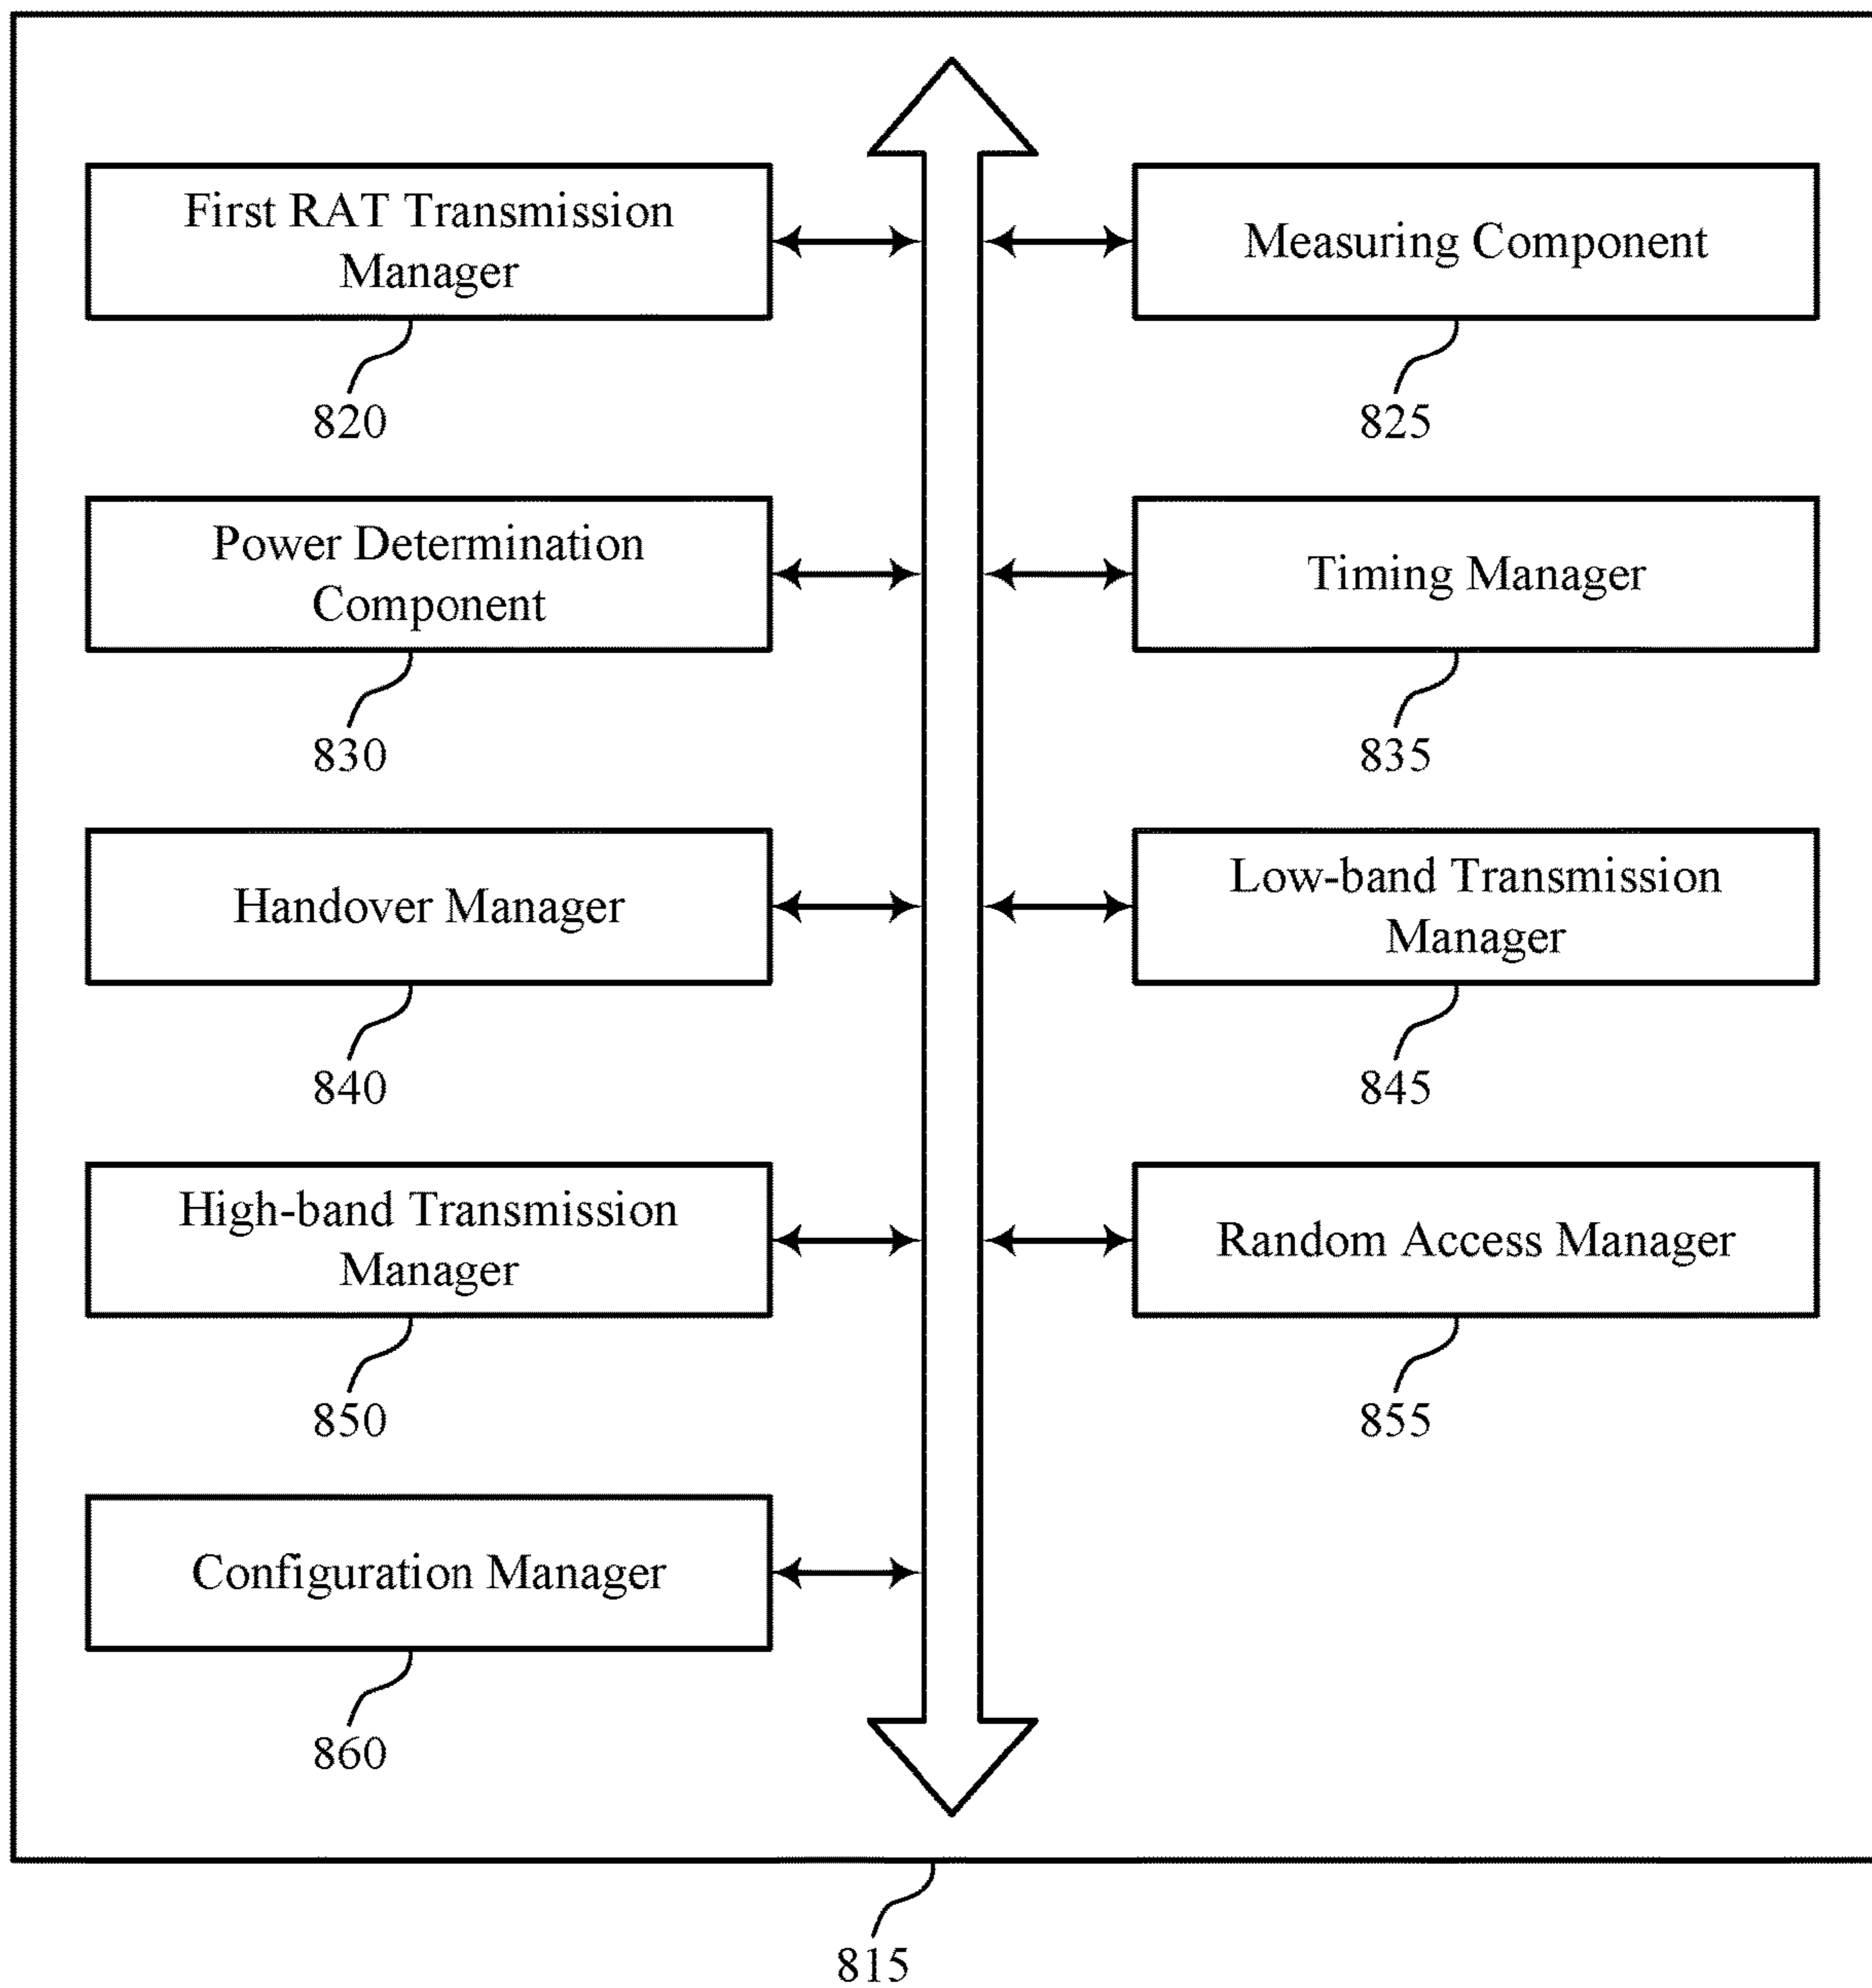 First RAT Transmission
Manager
820
Measuring Component
825
Power Determination
Component
830
Timing Manager
835
Handover Manager
840
Low-band Transmission
Manager
845
High-band Transmission
Manager
850
Random Access Manager
855
Configuration Manager
860
815